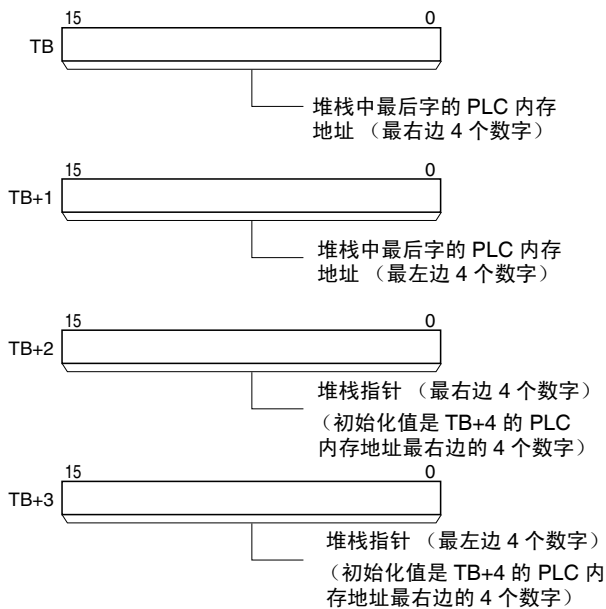 15 0
TB
堆栈中最后字的 PLC 内存
地址 （最右边 4 个数字）
15 0
TB+1
堆栈中最后字的 PLC 内存
地址 （最左边 4 个数字）
15 0
TB+2
堆栈指针 （最右边 4 个数字）
（初始化值是 TB+4 的 PLC
内存地址最右边的 4 个数字）
15 0
TB+3
堆栈指针 （最左边 4 个数字）
（初始化值是 TB+4 的 PLC 内
存地址最右边的 4 个数字）